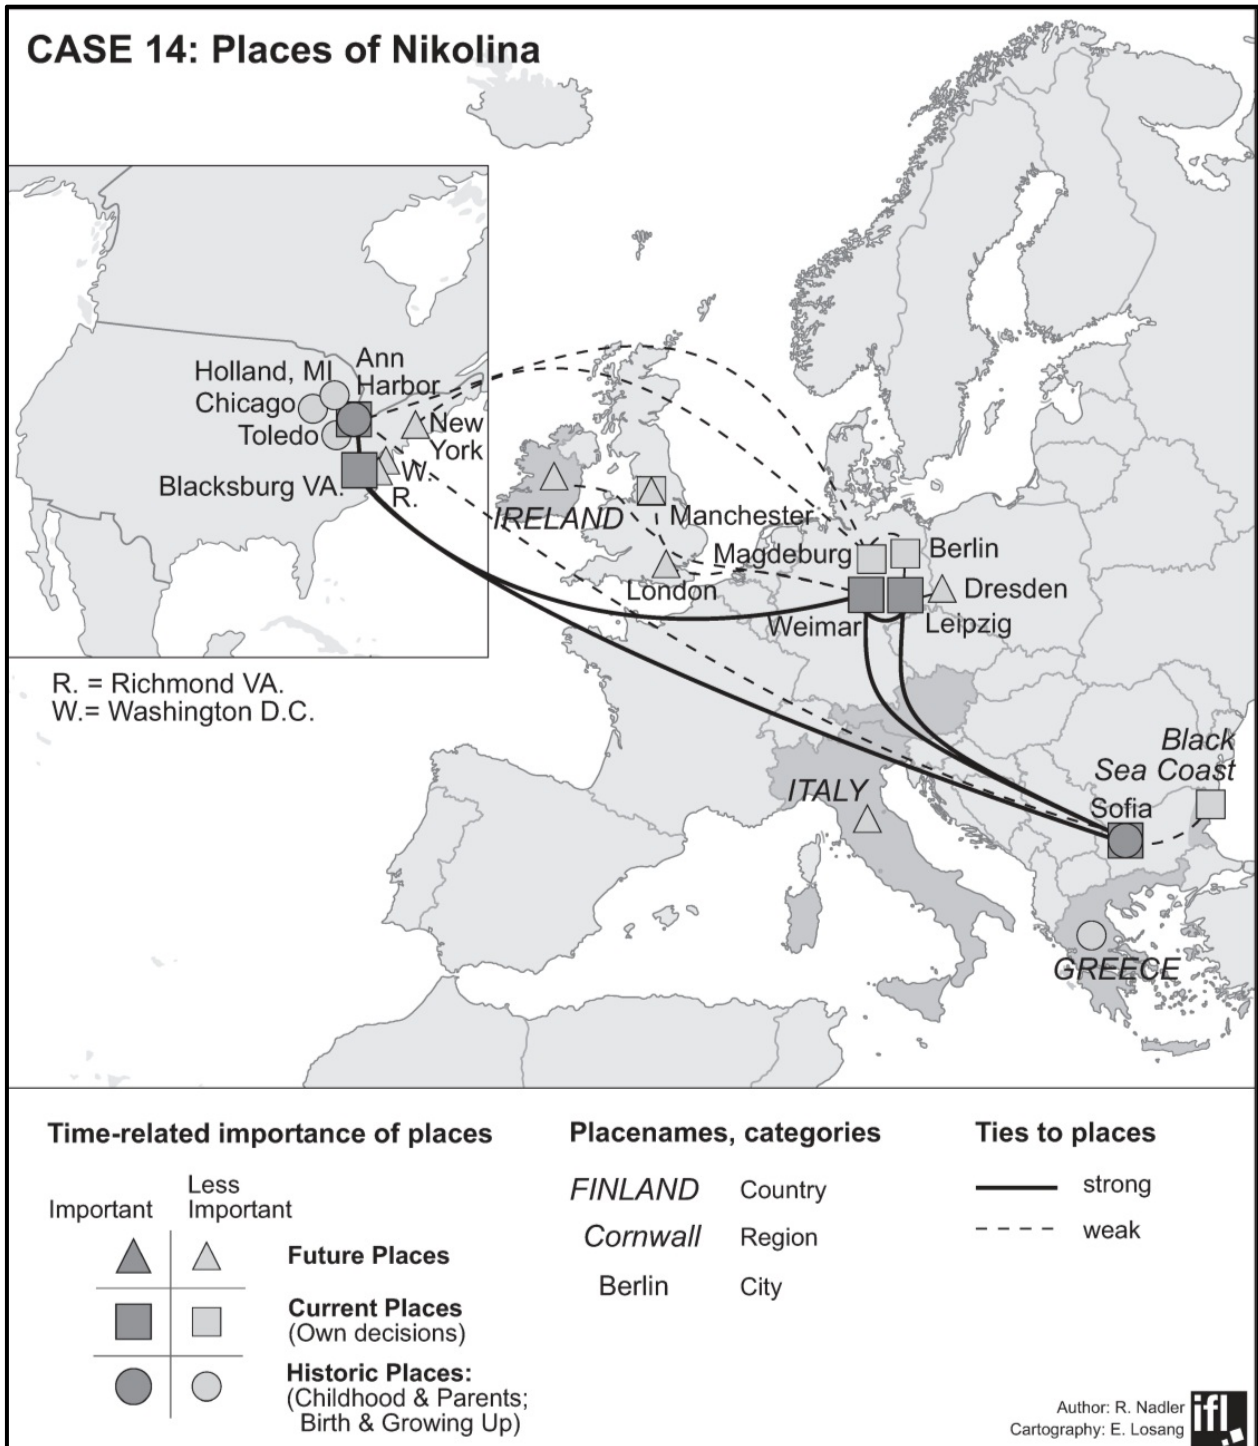 CASE 14: Places of Nikolina
Holland, MI
Ann
Harbor
Chicago
Toledo
New
York
W.
Blacksburg VA.
R.
R. = Richmond VA.
W.= Washington D.C.
IRELAND
Manchester
London
Magdeburg
Berlin
Dresden
Weimar
Leipzig
ITALY
Black
Sea Coast
Sofia
GREECE
Time-related importance of places
Important
Less
Important
Future Places
Current Places
(Own decisions)
Historic Places:
(Childhood & Parents;
Birth & Growing Up)
Placenames, categories
FINLAND Country
Cornwall Region
Berlin City
Ties to places
strong
weak
Author: R. Nadler
Cartography: E. Losang
ifl